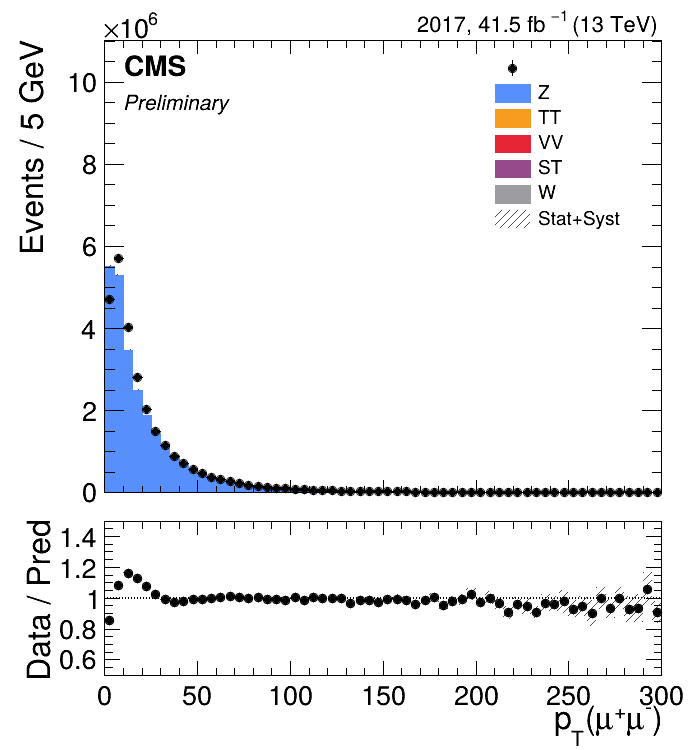 ×10⁶
2017, 41.5 fb⁻¹ (13 TeV)
Events / 5 GeV
CMS
Preliminary
Z
TT
VV
ST
W
Stat+Syst
10
8
6
4
2
0
Data / Pred
1.4
1.2
1
0.8
0.6
0 50 100 150 200 250 300
p_T(μ⁺μ⁻)